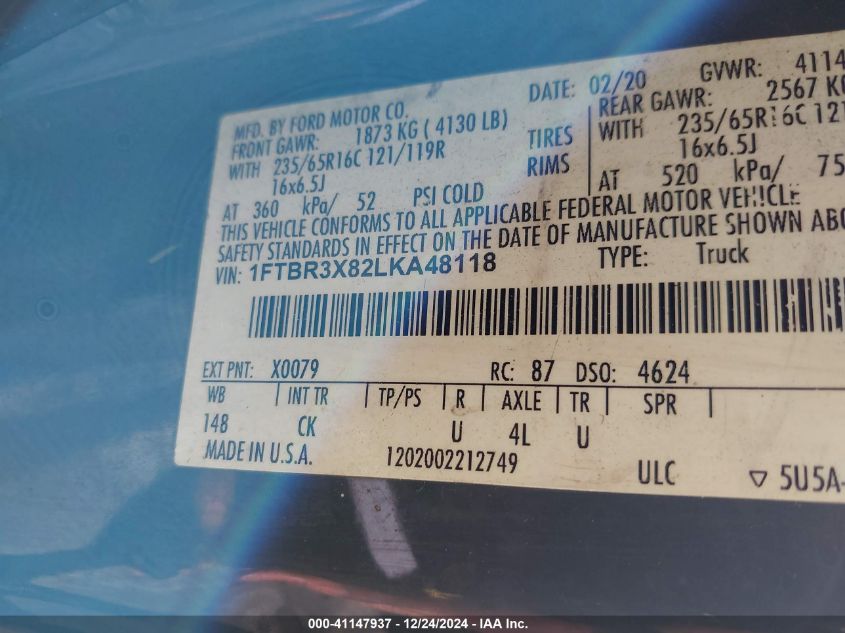 MFD. BY FORD MOTOR CO. DATE: 02/20 GVWR: 4114
FRONT GAWR: 1873 KG ( 4130 LB) REAR GAWR: 2567 KG
WITH 235/65R16C 121/119R TIRES WITH 235/65R16C 121
16x6.5J RIMS 16x6.5J
AT 360 kPa/ 52 PSI COLD AT 520 kPa/ 75
THIS VEHICLE CONFORMS TO ALL APPLICABLE FEDERAL MOTOR VEHICLE
SAFETY STANDARDS IN EFFECT ON THE DATE OF MANUFACTURE SHOWN ABO
VIN: 1FTBR3X82LKA48118 TYPE: Truck
EXT PNT: X0079 RC: 87 DSO: 4624
WB | INT TR | TP/PS | R | AXLE | TR | SPR |
148 CK U 4L U
MADE IN U.S.A. 1202002212749 ULC ▽ 5U5A-
000-41147937 - 12/24/2024 - IAA Inc.